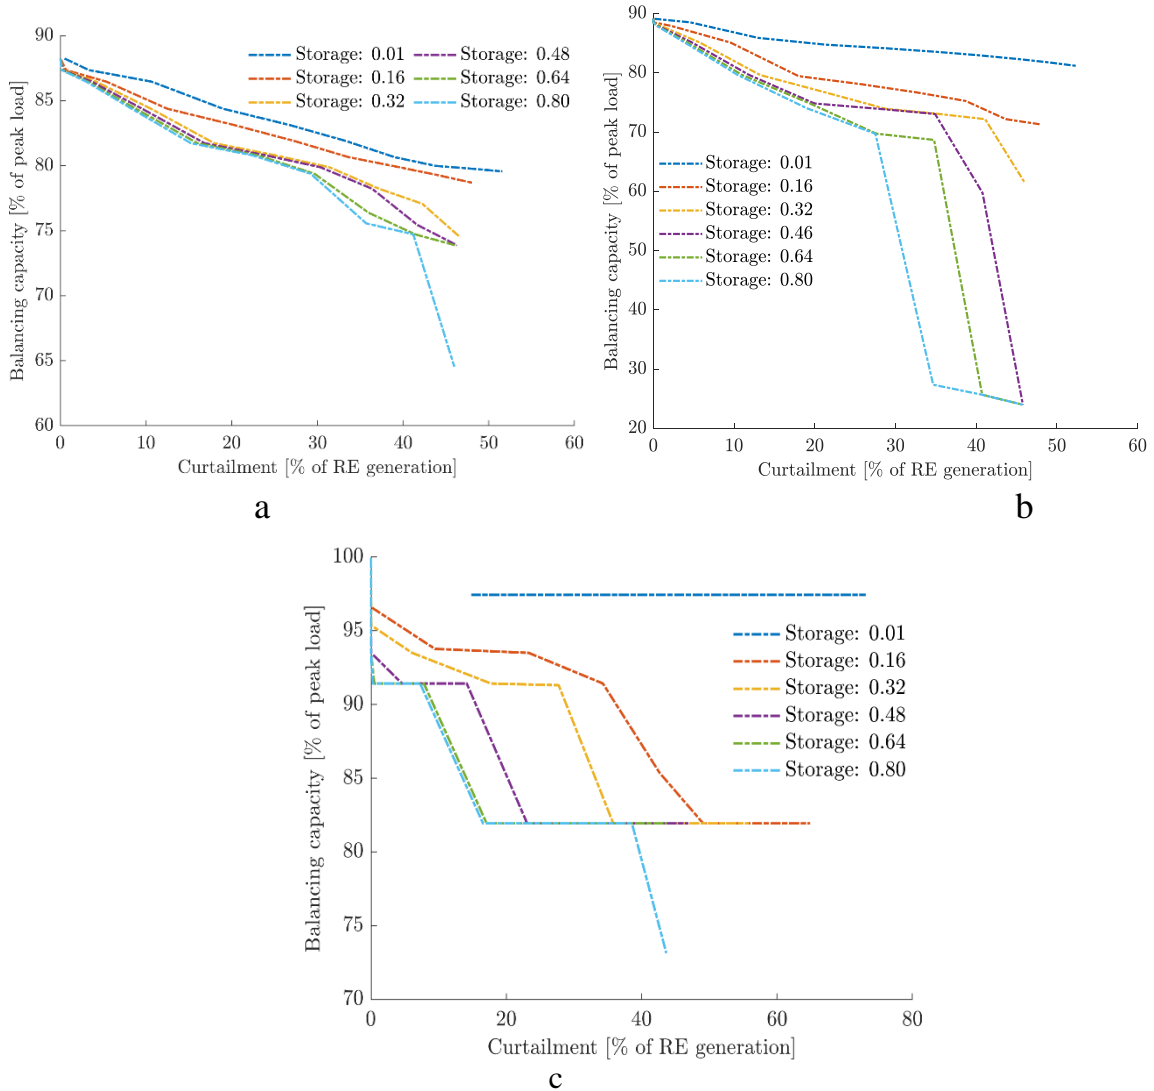 90
85
80
75
70
65
60
0
10
20
30
40
50
60
Balancing capacity [% of peak load]
Curtailment [% of RE generation]
Storage: 0.01
Storage: 0.16
Storage: 0.32
Storage: 0.48
Storage: 0.64
Storage: 0.80
a
90
80
70
60
50
40
30
20
0
10
20
30
40
50
60
Balancing capacity [% of peak load]
Curtailment [% of RE generation]
Storage: 0.01
Storage: 0.16
Storage: 0.32
Storage: 0.46
Storage: 0.64
Storage: 0.80
b
100
95
90
85
80
75
70
0
20
40
60
80
Balancing capacity [% of peak load]
Curtailment [% of RE generation]
Storage: 0.01
Storage: 0.16
Storage: 0.32
Storage: 0.48
Storage: 0.64
Storage: 0.80
c